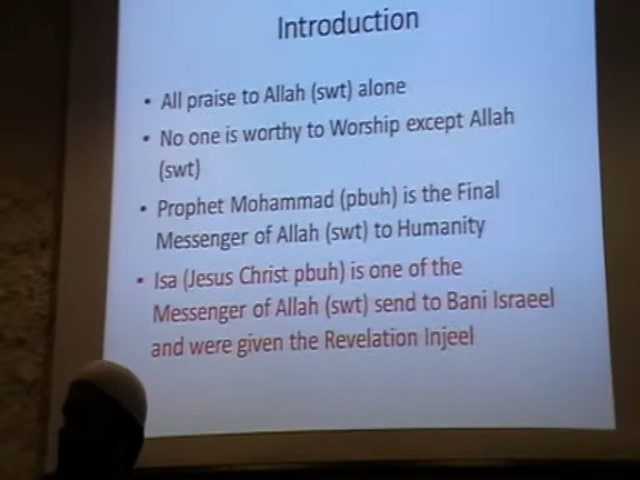 Introduction
• All praise to Allah (swt) alone
• No one is worthy to Worship except Allah
(swt)
• Prophet Mohammad (pbuh) is the Final
Messenger of Allah (swt) to Humanity
• Isa (Jesus Christ pbuh) is one of the
Messenger of Allah (swt) send to Bani Israeel
and were given the Revelation Injeel